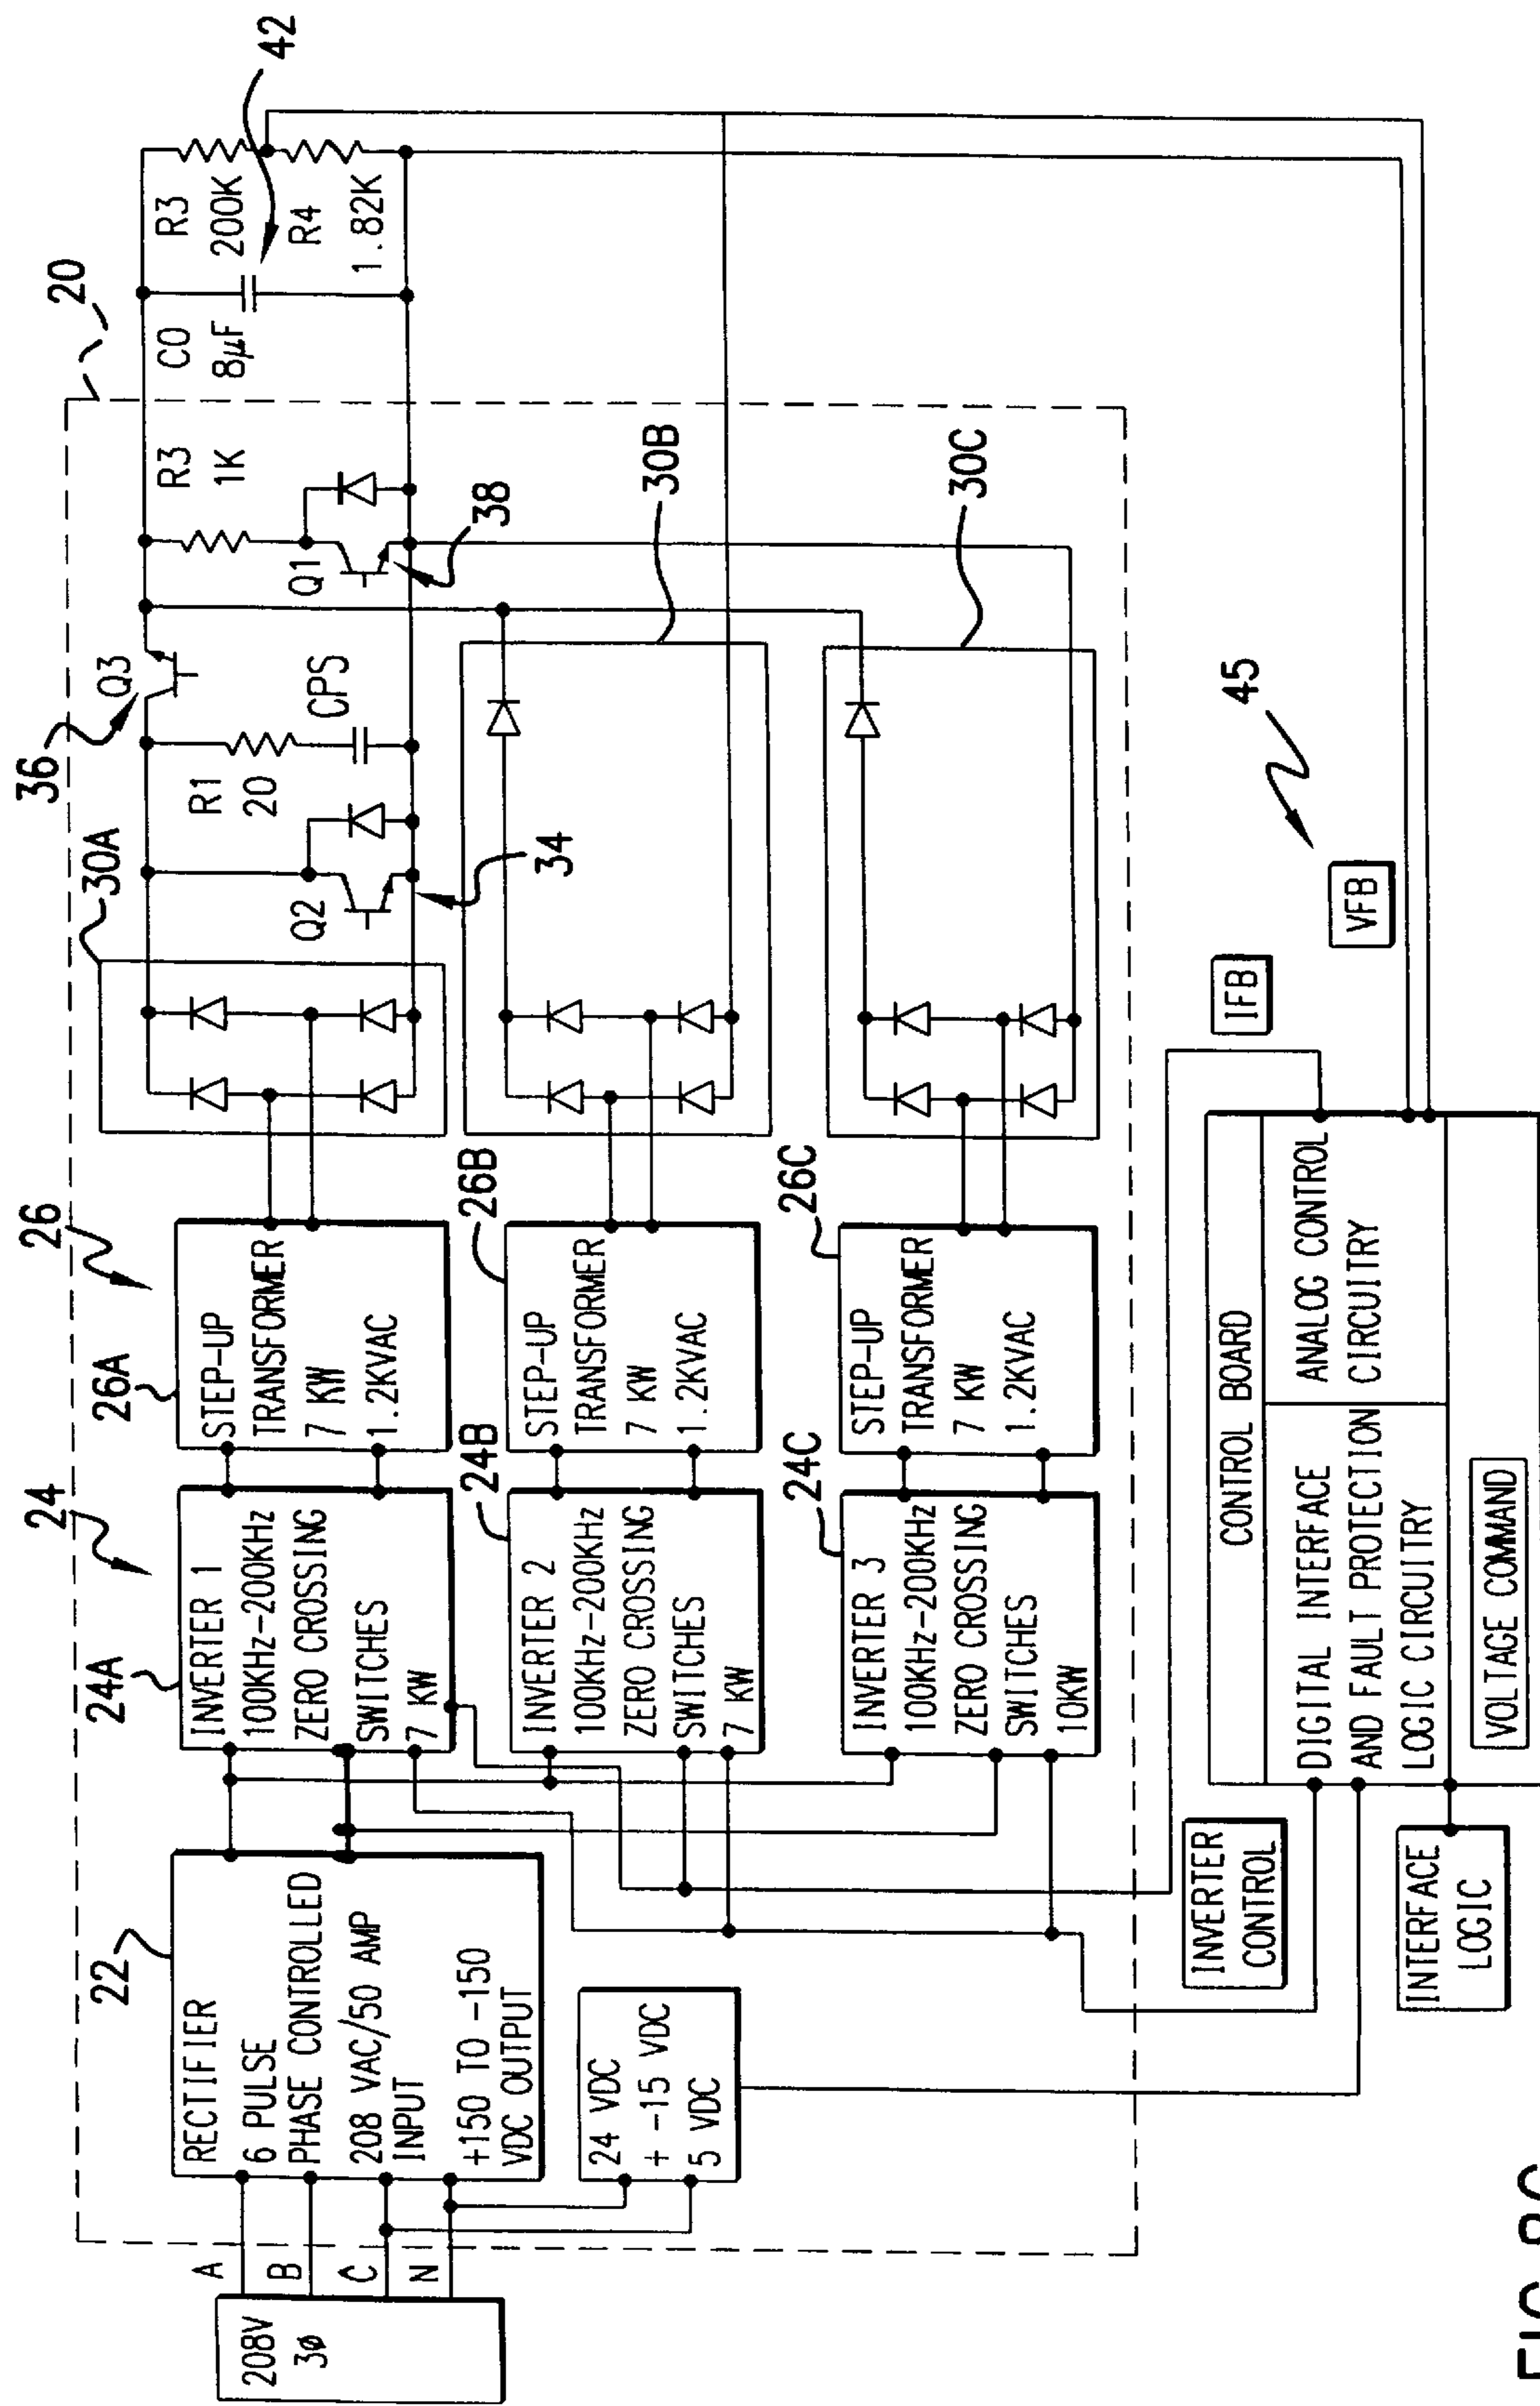 20
42
36
30A
Q3
R3
1K
C0
8µF
R3
200K
R4
1.82K
R1
20
CPS
Q2
34
Q1
38
30B
30C
24
26
22
24A
26A
208V
3ø
A
B
C
N
RECTIFIER
6 PULSE
PHASE CONTROLLED
208 VAC/50 AMP
INPUT
+150 TO -150
VDC OUTPUT
24 VDC
+ -15 VDC
5 VDC
INVERTER 1
100KHz-200KHz
ZERO CROSSING
SWITCHES
7 KW
STEP-UP
TRANSFORMER
7 KW
1.2KVAC
24B
26B
INVERTER 2
100KHz-200KHz
ZERO CROSSING
SWITCHES
7 KW
STEP-UP
TRANSFORMER
7 KW
1.2KVAC
24C
26C
INVERTER 3
100KHz-200KHz
ZERO CROSSING
SWITCHES
10KW
STEP-UP
TRANSFORMER
7 KW
1.2KVAC
INVERTER
CONTROL
INTERFACE
LOGIC
CONTROL BOARD
DIGITAL INTERFACE
AND FAULT PROTECTION
LOGIC CIRCUITRY
ANALOG CONTROL
CIRCUITRY
VOLTAGE COMMAND
IFB
VFB
45